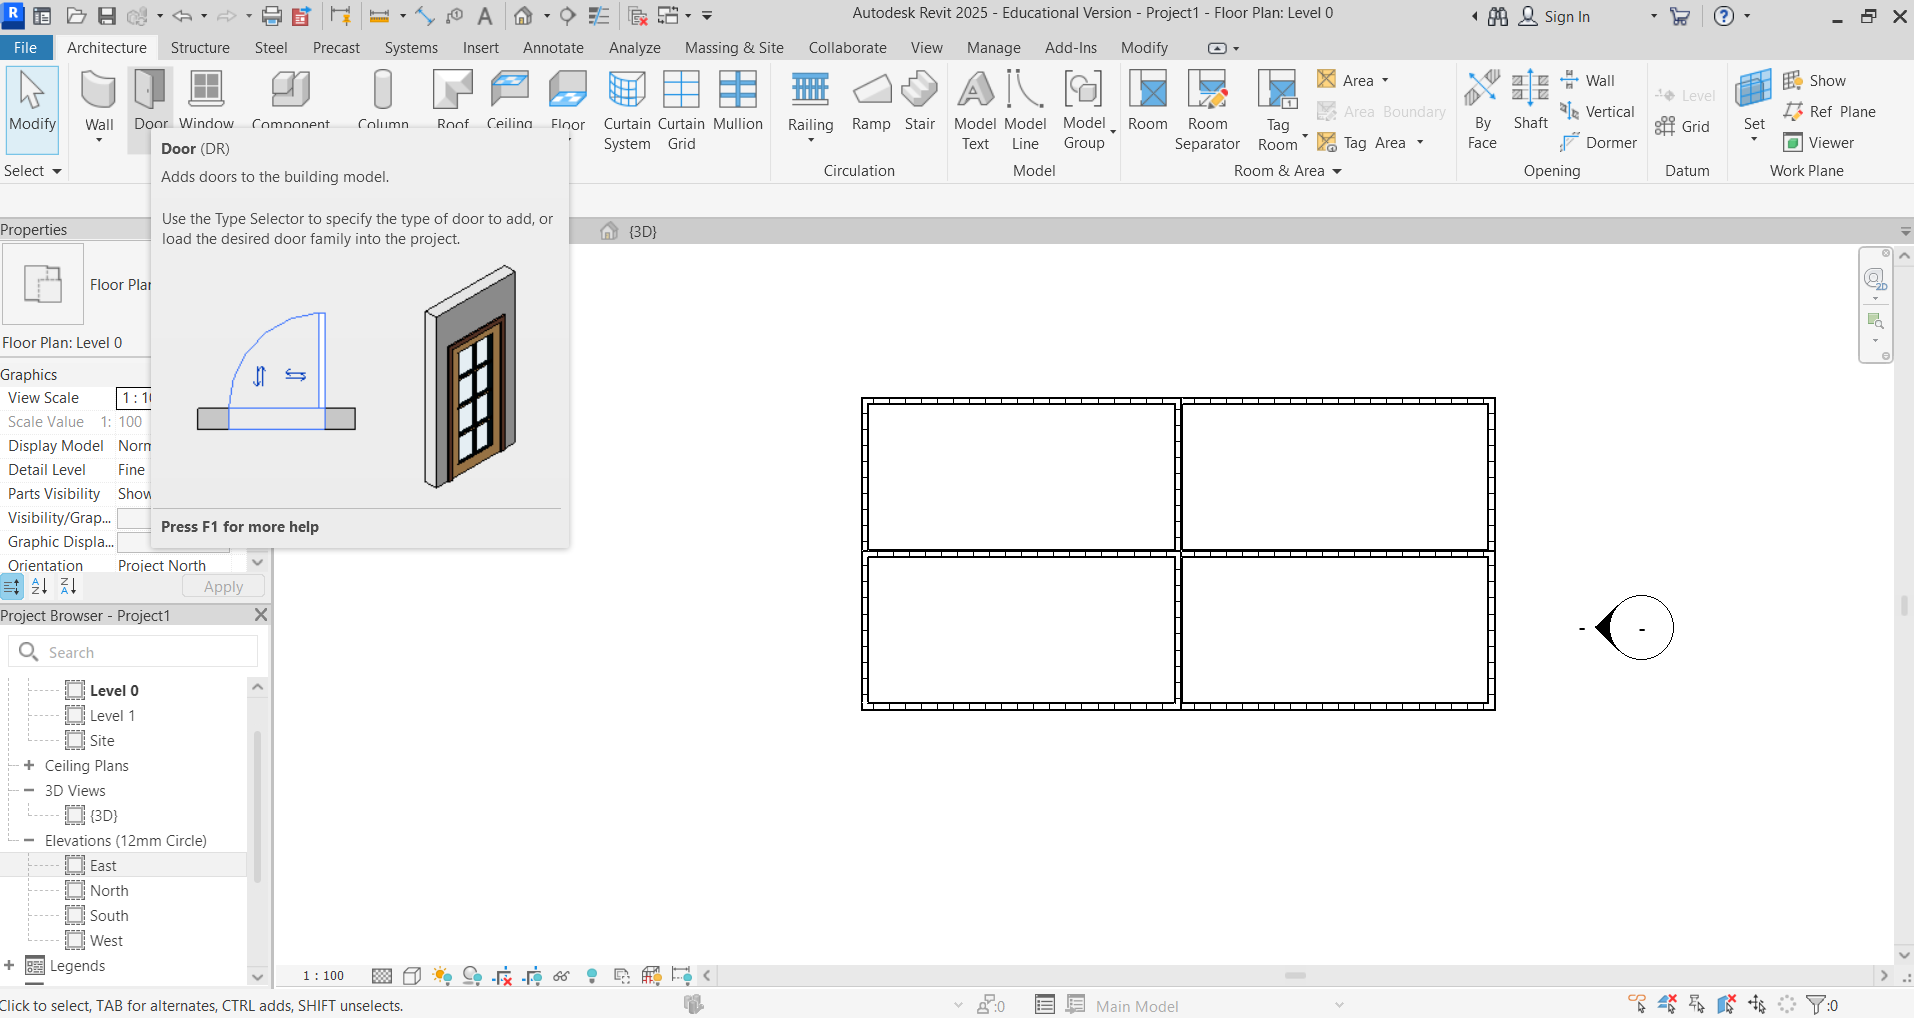 Autodesk Revit 2025 - Educational Version - Project1 - Floor Plan: Level 0
Sign In
File Architecture Structure Steel Precast Systems Insert Annotate Analyze Massing & Site Collaborate View Manage Add-Ins Modify
Modify
Wall
Door
Window
Component
Column
Roof
Ceiling
Floor
Curtain
System
Curtain
Grid
Mullion
Railing
Ramp
Stair
Model
Text
Model
Line
Model
Group
Room
Room
Separator
Tag
Room
Area
Area Boundary
Tag Area
By
Face
Shaft
Wall
Vertical
Dormer
Level
Grid
Set
Show
Ref Plane
Viewer
Select
Circulation
Model
Room & Area
Opening
Datum
Work Plane
Door (DR)
Adds doors to the building model.
Use the Type Selector to specify the type of door to add, or
load the desired door family into the project.
Press F1 for more help
{3D}
Properties
Floor Plan
Floor Plan: Level 0
Graphics
View Scale 1 : 10
Scale Value 1: 100
Display Model Norm
Detail Level Fine
Parts Visibility Show
Visibility/Grap...
Graphic Displa...
Orientation Project North
Apply
Project Browser - Project1
Search
Level 0
Level 1
Site
Ceiling Plans
3D Views
{3D}
Elevations (12mm Circle)
East
North
South
West
Legends
2D
- -
1 : 100
Click to select, TAB for alternates, CTRL adds, SHIFT unselects.
:0
Main Model
:0